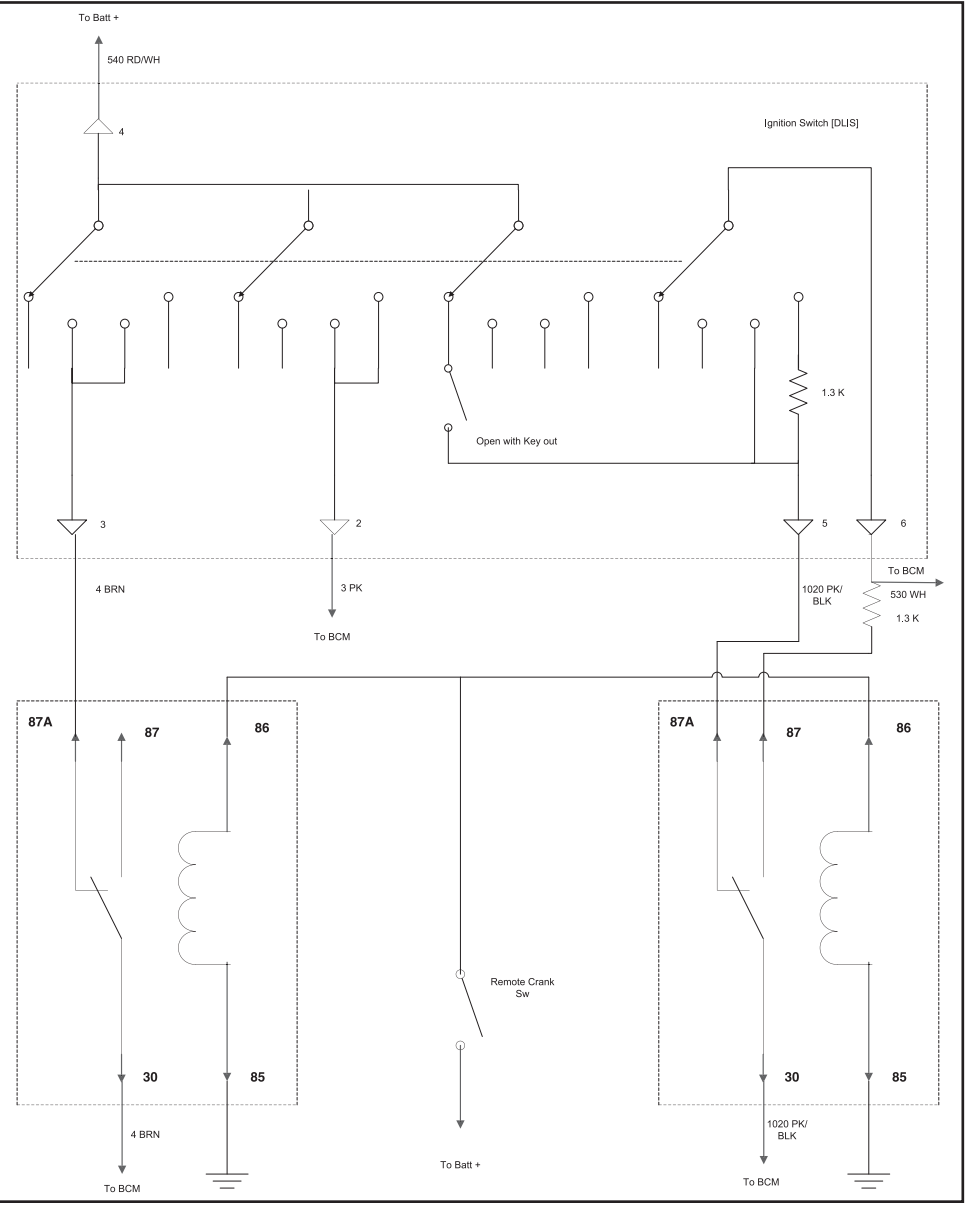 To Batt +
540 RD/WH
4
Ignition Switch [DLIS]
1.3 K
Open with Key out
3
2
5
6
4 BRN
3 PK
To BCM
1020 PK/
BLK
To BCM
530 WH
1.3 K
87A
87
86
87A
87
86
Remote Crank
Sw
30
85
30
85
4 BRN
To BCM
To Batt +
1020 PK/
BLK
To BCM